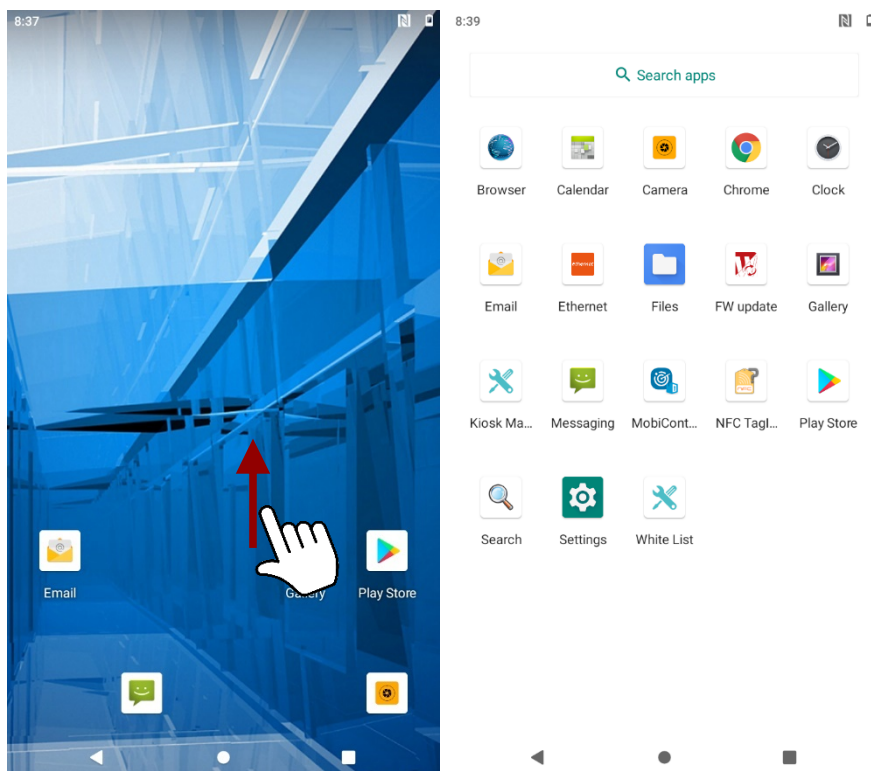 8:37
Email
Gallery
Play Store
8:39
Search apps
Browser
Calendar
Camera
Chrome
Clock
Email
Ethernet
Files
FW update
Gallery
Kiosk Ma...
Messaging
MobiCont...
NFC TagI...
Play Store
Search
Settings
White List